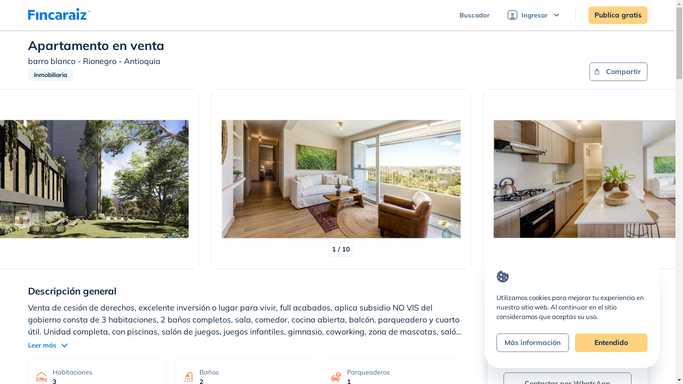 Fincaraiz
Buscador
Ingresar
Publica gratis
Apartamento en venta
barro blanco - Rionegro - Antioquia
Inmobiliaria
Compartir
1 / 10
Descripción general
Venta de cesión de derechos, excelente inversión o lugar para vivir, full acabados, aplica subsidio NO VIS del
gobierno consta de 3 habitaciones, 2 baños completos, sala, comedor, cocina abierta, balcón, parqueadero y cuarto
útil. Unidad completa, con piscinas, salón de juegos, juegos infantiles, gimnasio, coworking, zona de mascotas, saló...
Leer más
Habitaciones
3
Baños
2
Parqueaderos
1
Utilizamos cookies para mejorar tu experiencia en
nuestro sitio web. Al continuar en el sitio
consideramos que aceptas su uso.
Más información
Entendido
Contactar por WhatsApp